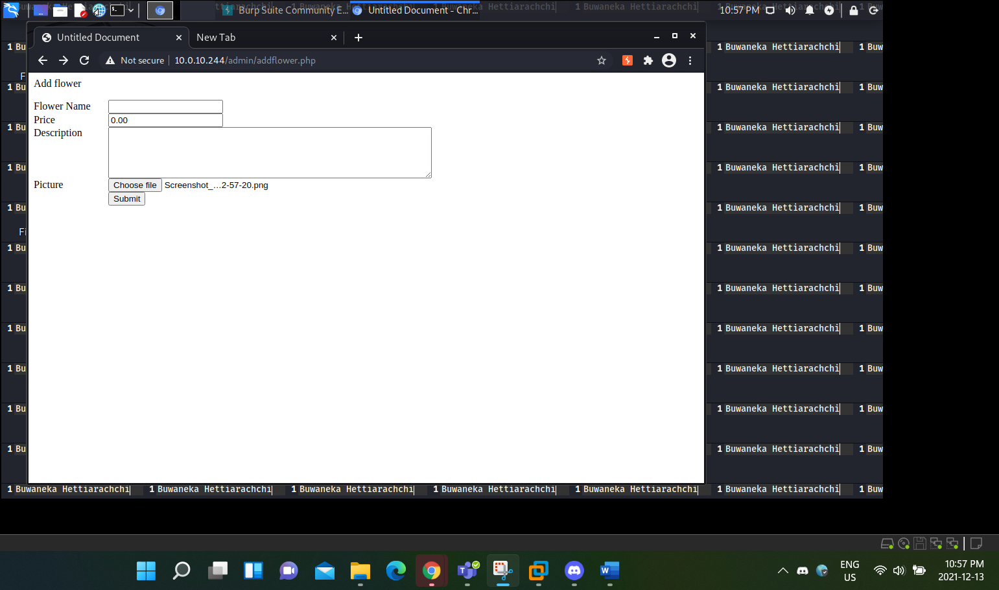 Burp Suite Community E... Untitled Document - Chr... 10:57 PM
Untitled Document New Tab
Not secure 10.0.10.244/admin/addflower.php
Add flower
Flower Name
Price 0.00
Description
Picture Choose file Screenshot_...2-57-20.png
Submit
1 Bu 1 Buwaneka Hettiarachchi 1 Buw
F
1 Bu 1 Buwaneka Hettiarachchi 1 Buw
1 Bu 1 Buwaneka Hettiarachchi 1 Buw
1 Bu 1 Buwaneka Hettiarachchi 1 Buw
1 Bu 1 Buwaneka Hettiarachchi 1 Buw
Fi
1 Bu 1 Buwaneka Hettiarachchi 1 Buw
1 Bu 1 Buwaneka Hettiarachchi 1 Buw
1 Bu 1 Buwaneka Hettiarachchi 1 Buw
1 Bu 1 Buwaneka Hettiarachchi 1 Buw
1 Bu 1 Buwaneka Hettiarachchi 1 Buw
1 Bu 1 Buwaneka Hettiarachchi 1 Buw
1 Buwaneka Hettiarachchi 1 Buwaneka Hettiarachchi 1 Buwaneka Hettiarachchi 1 Buwaneka Hettiarachchi 1 Buwaneka Hettiarachchi 1 Buwaneka Hettiarachchi 1 Buw
ENG 10:57 PM
US 2021-12-13